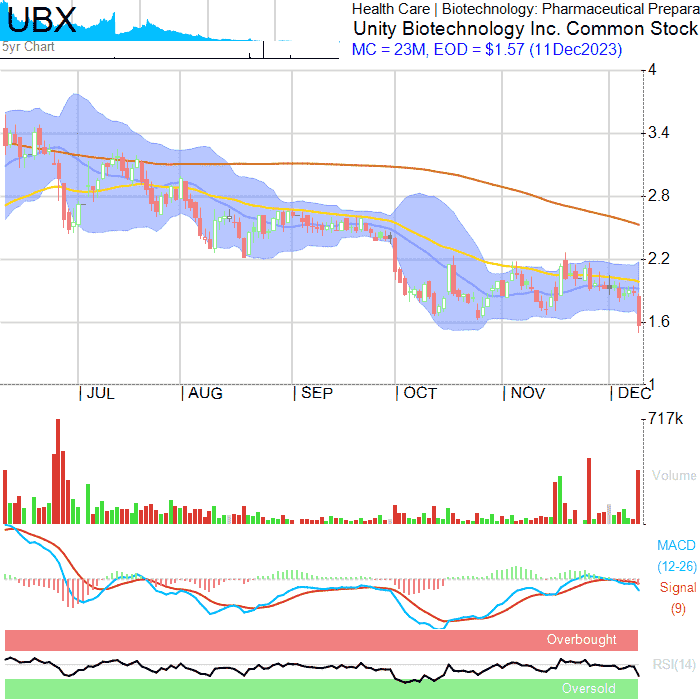 UBX
Health Care | Biotechnology: Pharmaceutical Prepara
Unity Biotechnology Inc. Common Stock
MC = 23M, EOD = $1.57 (11Dec2023)
5yr Chart
4
3.4
2.8
2.2
1.6
1
| JUL | AUG | SEP | OCT | NOV | DEC
717k
Volume
MACD
(12-26)
Signal
(9)
Overbought
RSI(14)
Oversold